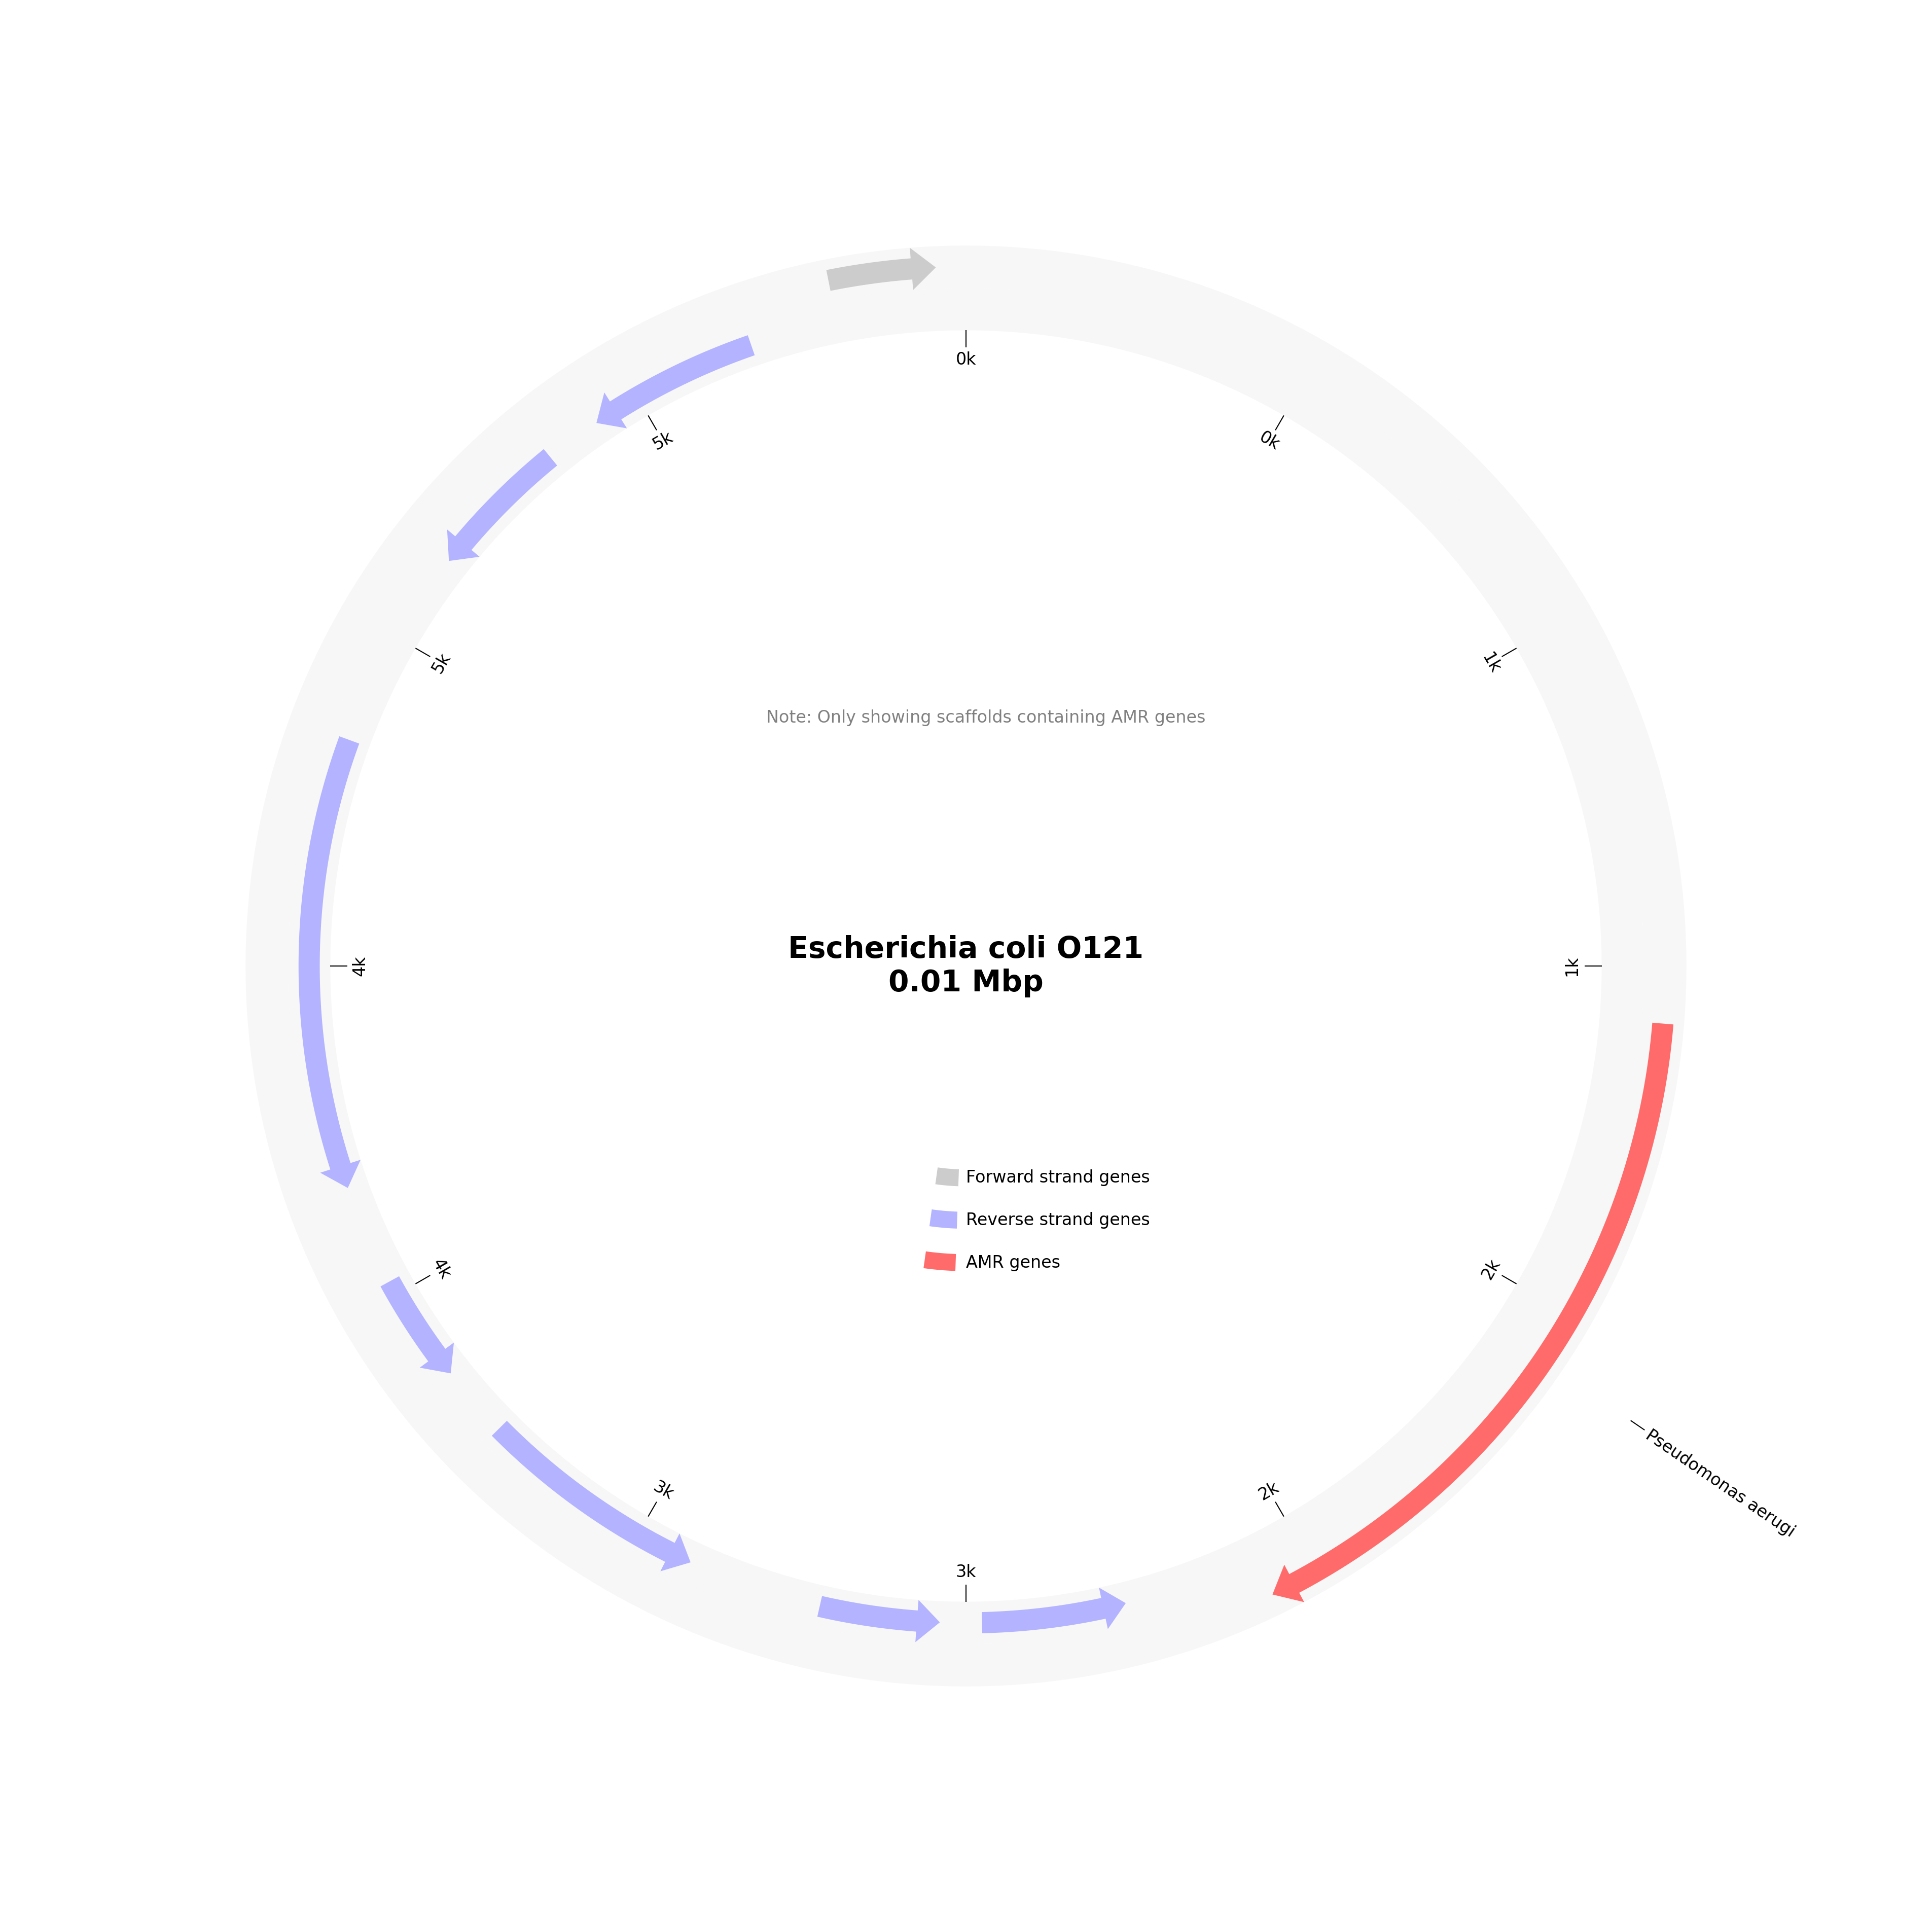 0k
0k
1k
1k
2k
2k
3k
3k
4k
4k
5k
5k
Note: Only showing scaffolds containing AMR genes
Escherichia coli O121
0.01 Mbp
Forward strand genes
Reverse strand genes
AMR genes
Pseudomonas aerugi